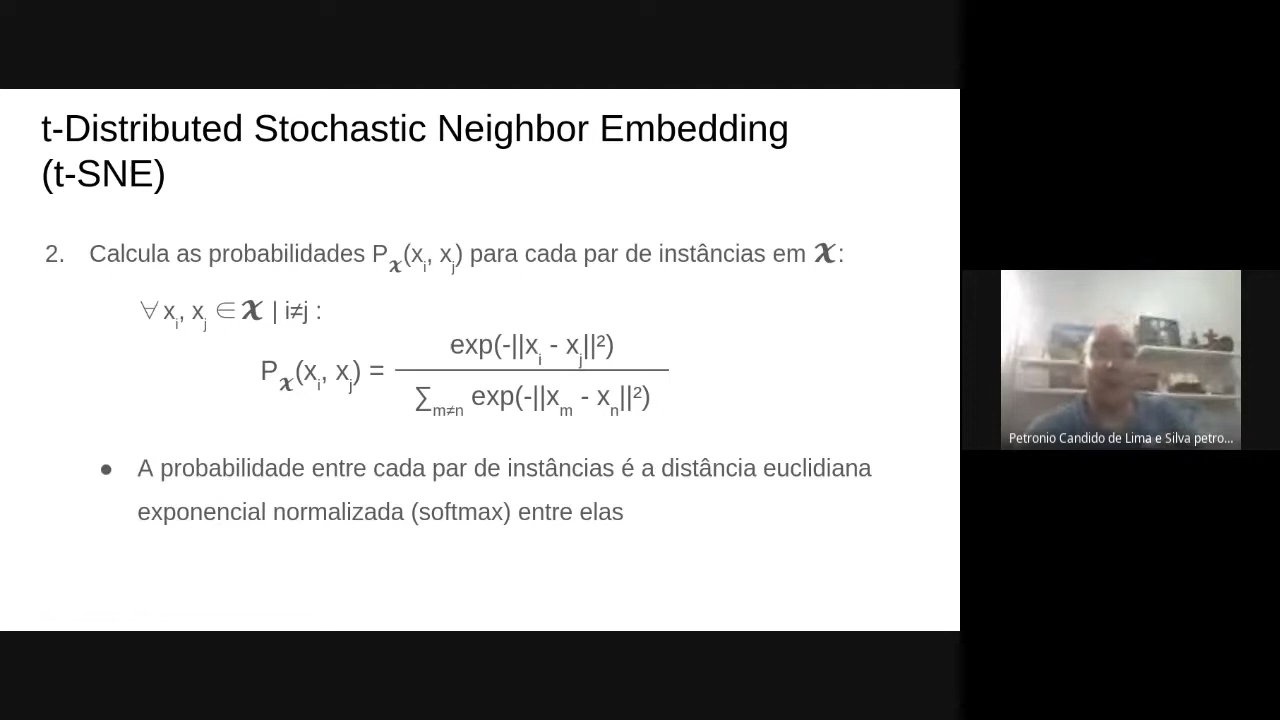 t-Distributed Stochastic Neighbor Embedding
(t-SNE)
2. Calcula as probabilidades P𝒳(xi, xj) para cada par de instâncias em 𝒳:
∀ xi, xj ∈ 𝒳 | i≠j :
exp(-||xi - xj||²)
P𝒳(xi, xj) =
∑m≠n exp(-||xm - xn||²)
● A probabilidade entre cada par de instâncias é a distância euclidiana
exponencial normalizada (softmax) entre elas
Petronio Candido de Lima e Silva petro...